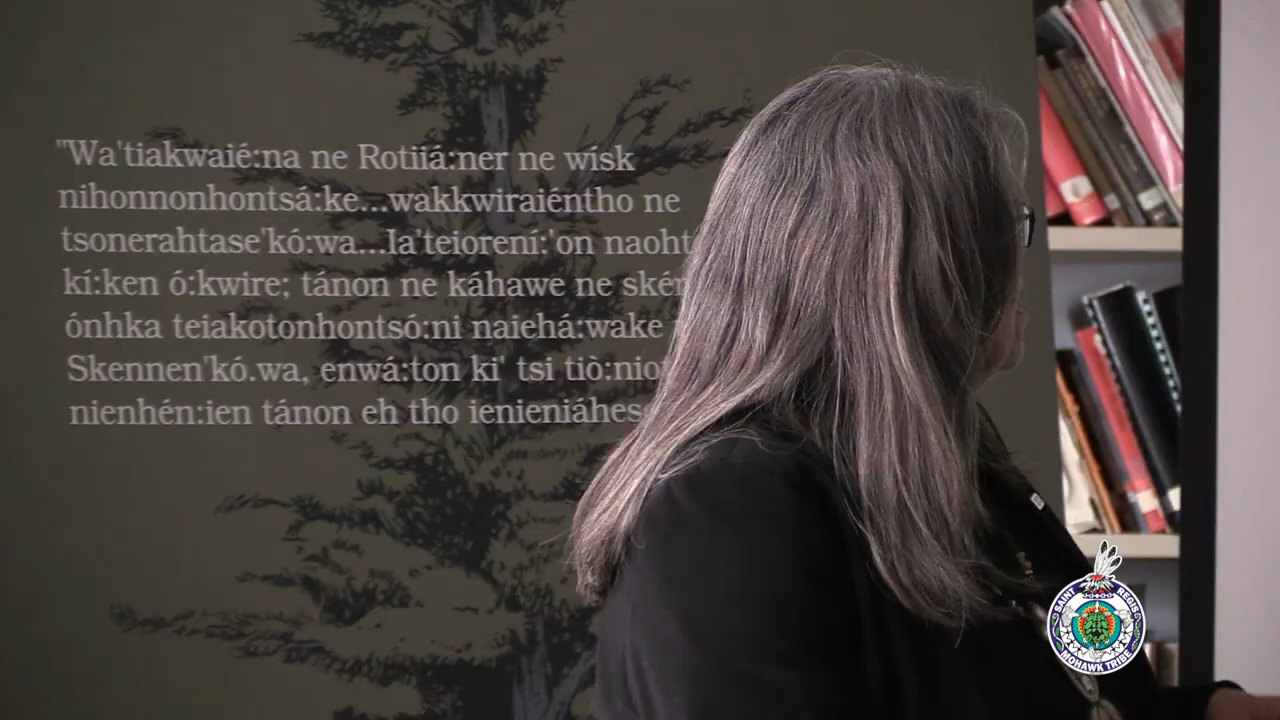 "Wa'tiakwaié:na ne Rotiiá:ner ne wísk
nihonnonhontsá:ke...wakkwiraiéntho ne
tsonerahtase'kó:wa...Ia'teiorení:'on naoht
kí:ken ó:kwire; tánon ne káhawe ne skén
ónhka teiakotonhontsó:ni naiehá:wake
Skennen'kó.wa, enwá:ton ki' tsi tiò:nio
nienhén:ien tánon eh tho ienieniáhes
SAINT REGIS
MOHAWK TRIBE